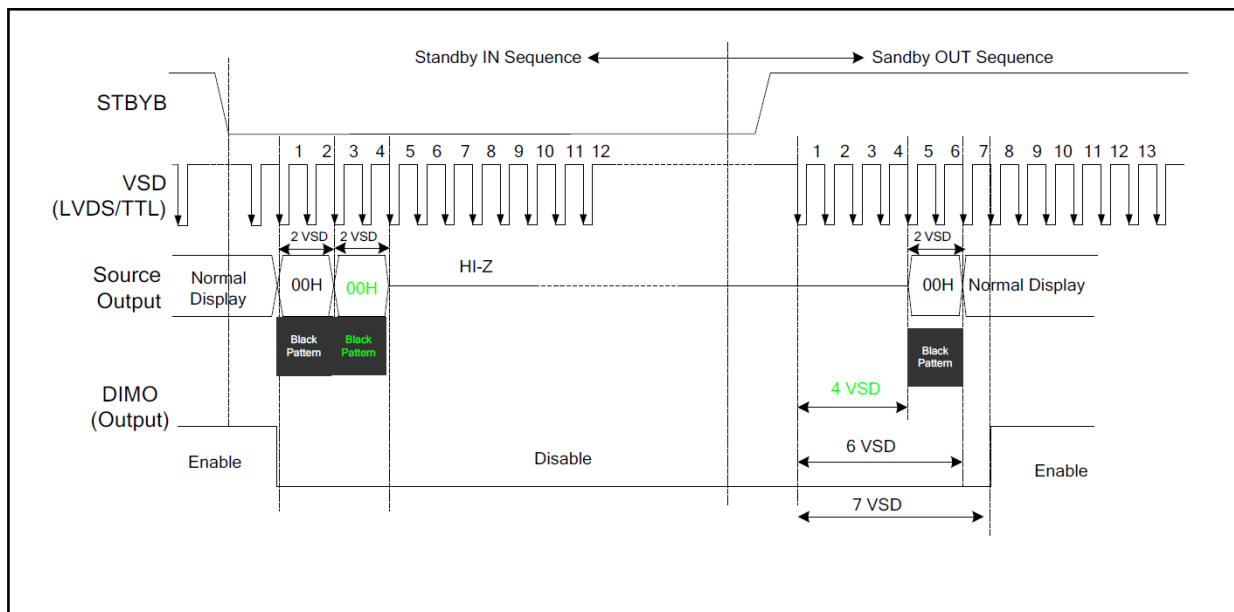 Standby IN Sequence
Sandby OUT Sequence
STBYB
1 2 3 4 5 6 7 8 9 10 11 12
1 2 3 4 5 6 7 8 9 10 11 12 13
VSD
(LVDS/TTL)
2 VSD
2 VSD
2 VSD
Source
Output
Normal
Display
00H
00H
HI-Z
00H
Normal Display
Black
Pattern
Black
Pattern
Black
Pattern
DIMO
(Output)
4 VSD
6 VSD
Enable
Disable
Enable
7 VSD